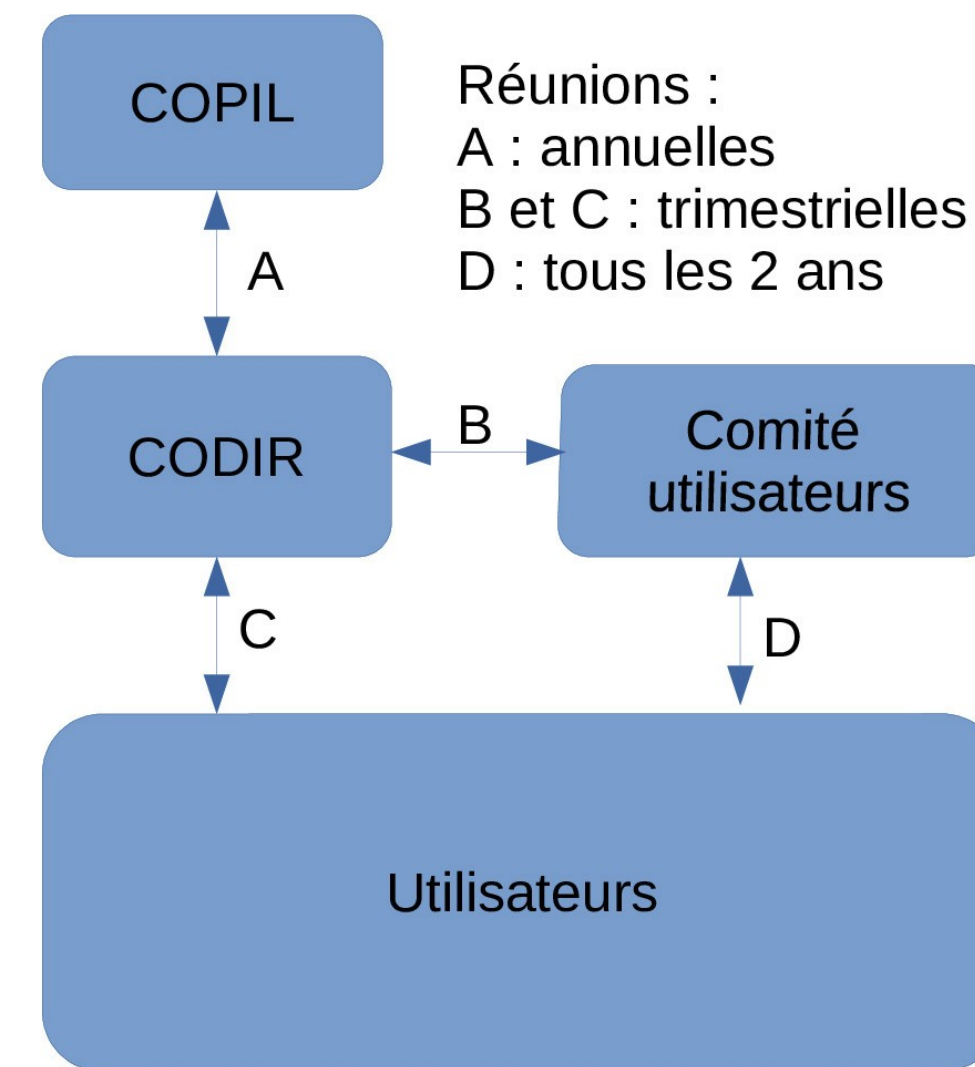 COPIL
Réunions :
A : annuelles
B et C : trimestrielles
D : tous les 2 ans
A
CODIR
B
Comité
utilisateurs
C
D
Utilisateurs